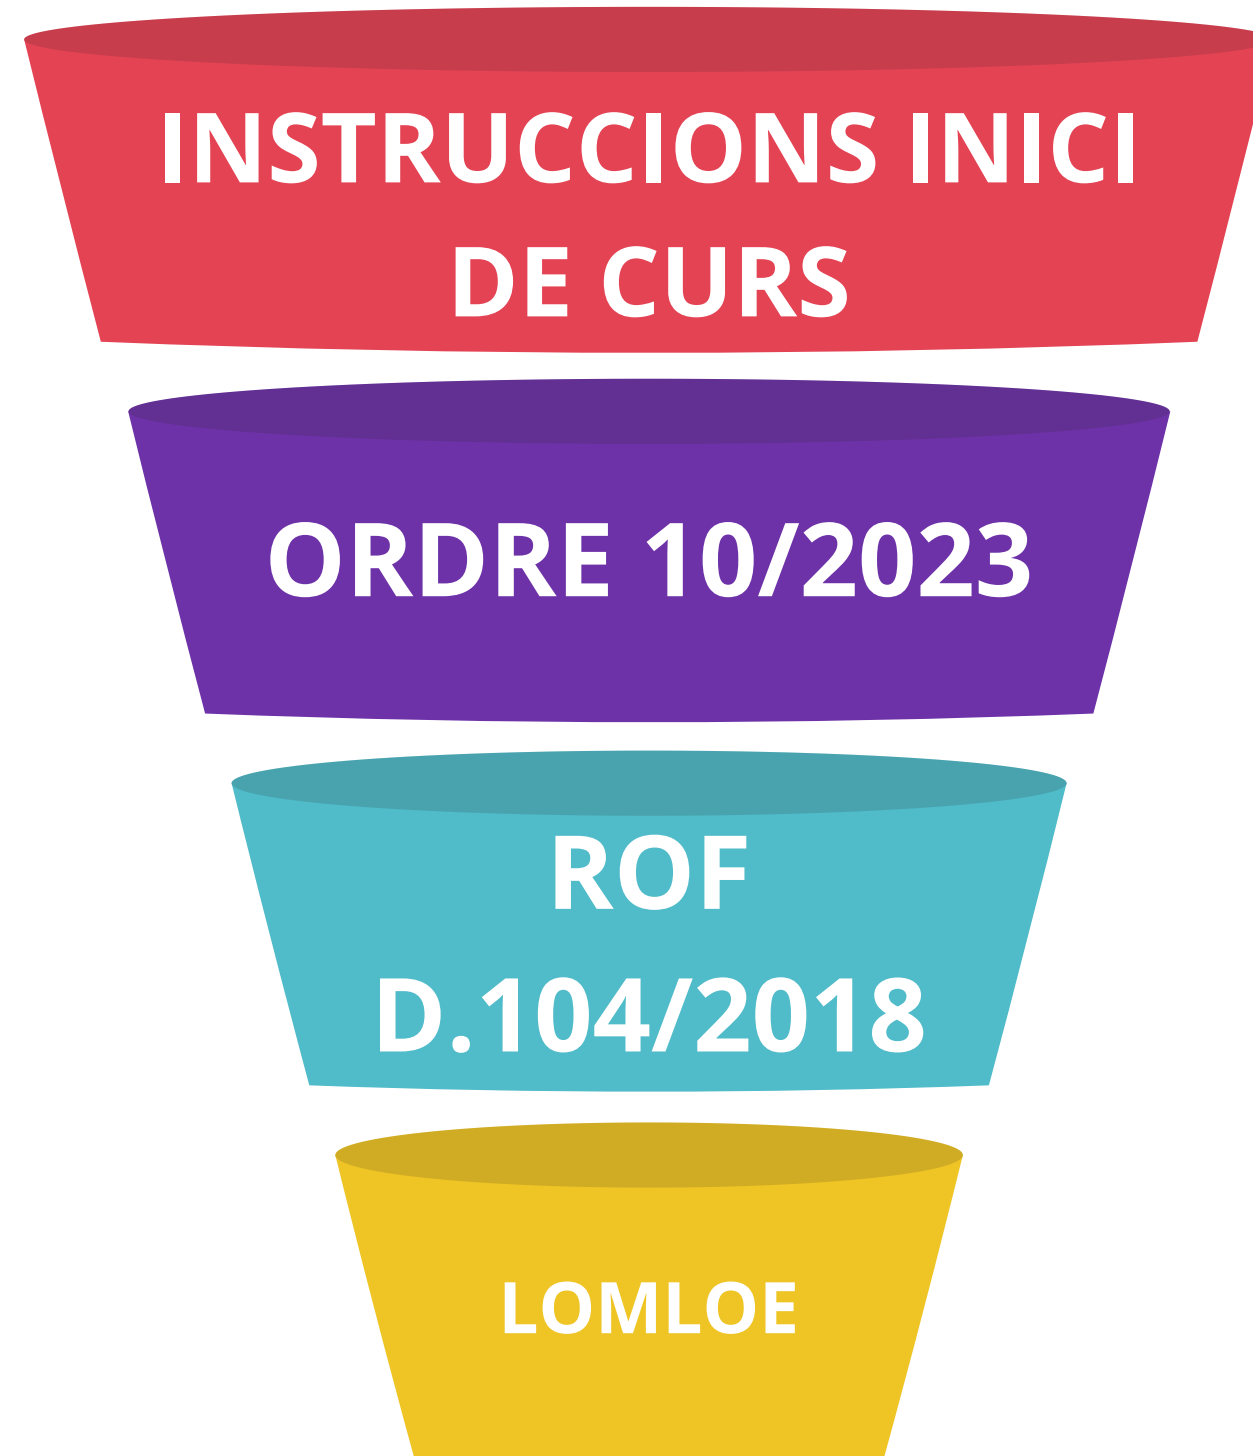 INSTRUCCIONS INICI
DE CURS
ORDRE 10/2023
ROF
D.104/2018
LOMLOE